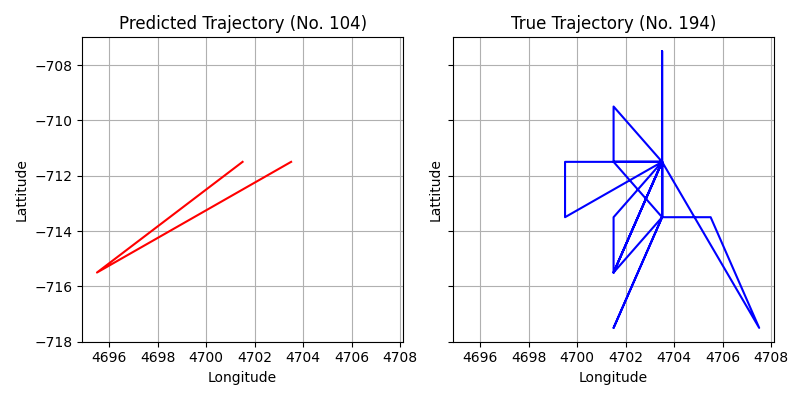 Predicted Trajectory (No. 104)
True Trajectory (No. 194)
Lattitude
−708
−710
−712
−714
−716
−718
4696 4698 4700 4702 4704 4706 4708
Longitude
Lattitude
4696 4698 4700 4702 4704 4706 4708
Longitude